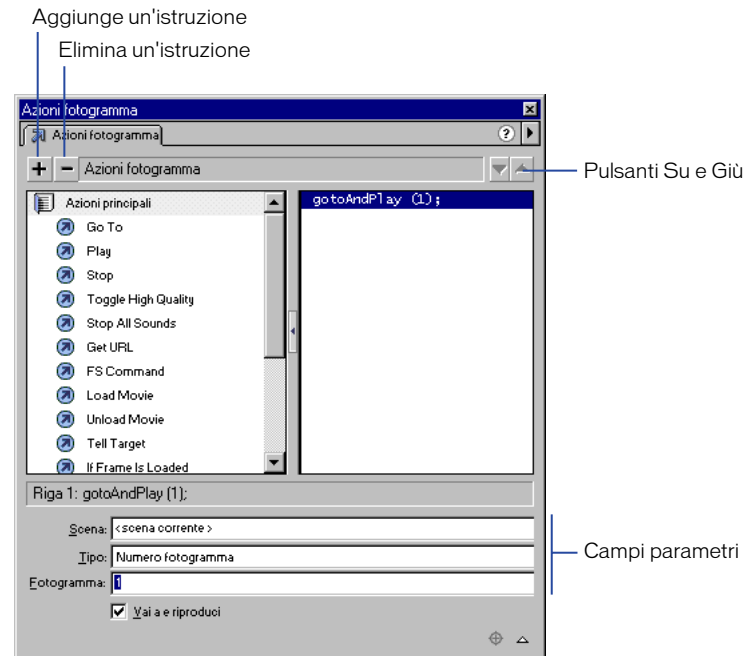 Aggiunge un'istruzione
Elimina un'istruzione
Azioni fotogramma
Azioni fotogramma
?
+ − Azioni fotogramma
Pulsanti Su e Giù
Azioni principali
Go To
Play
Stop
Toggle High Quality
Stop All Sounds
Get URL
FS Command
Load Movie
Unload Movie
Tell Target
If Frame Is Loaded
gotoAndPlay (1);
Riga 1: gotoAndPlay (1);
Scena: <scena corrente>
Tipo: Numero fotogramma
Fotogramma: 1
Vai a e riproduci
Campi parametri